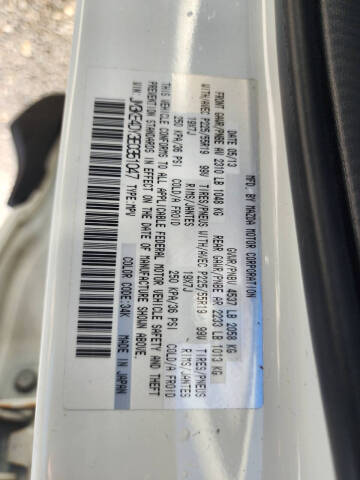 MFD. BY MAZDA MOTOR CORPORATION
DATE 05/13 GVWR/PNBV 4537 LB 2058 KG
FRONT GAWR/PNBE AV 2310 LB 1048 KG REAR GAWR/PNBE AR 2233 LB 1013 KG
WITH/AVEC P225/55R19 99V TIRES/PNEUS WITH/AVEC P225/55R19 99V TIRES/PNEUS
19X7J RIMS/JANTES 19X7J RIMS/JANTES
250 KPA/36 PSI COLD/A FROID 250 KPA/36 PSI COLD/A FROID
THIS VEHICLE CONFORMS TO ALL APPLICABLE FEDERAL MOTOR VEHICLE SAFETY AND THEFT
PREVENTION STANDARDS IN EFFECT ON THE DATE OF MANUFACTURE SHOWN ABOVE.
TYPE:MPV COLOR CODE:34K MADE IN JAPAN